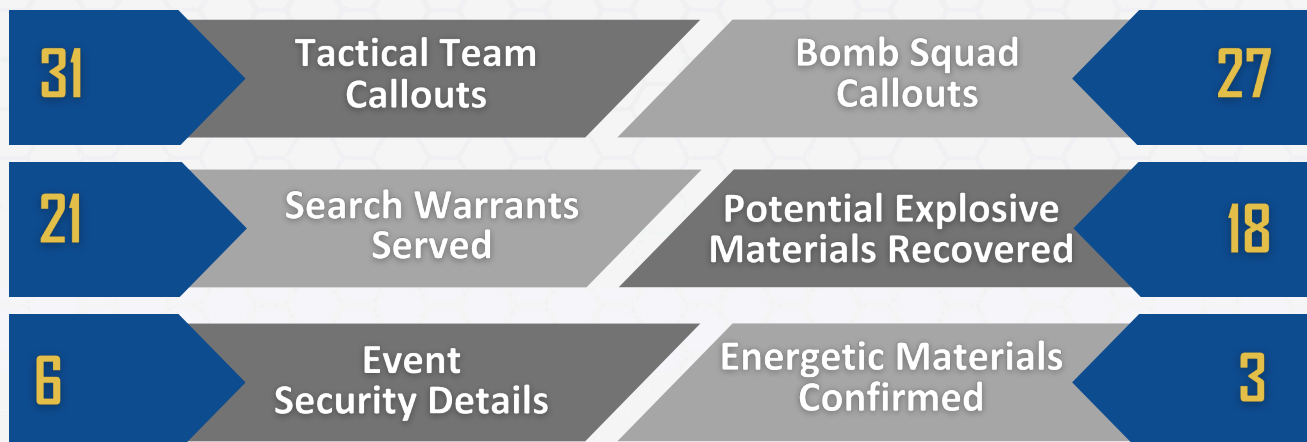 31
Tactical Team
Callouts
Bomb Squad
Callouts
27
21
Search Warrants
Served
Potential Explosive
Materials Recovered
18
6
Event
Security Details
Energetic Materials
Confirmed
3